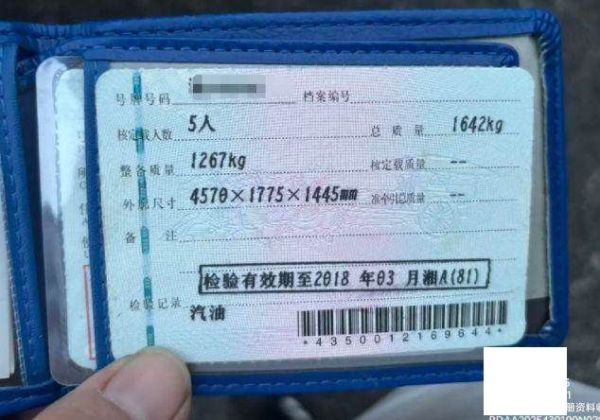 号牌号码 档案编号
核定载人数 5人 总质量 1642kg
整备质量 1267kg 核定载质量 --
外廓尺寸 4570×1775×1445mm 准牵引总质量 --
备注
检验有效期至2018年03月湘A(81)
检验记录
汽油
*4350012169644*
册资料